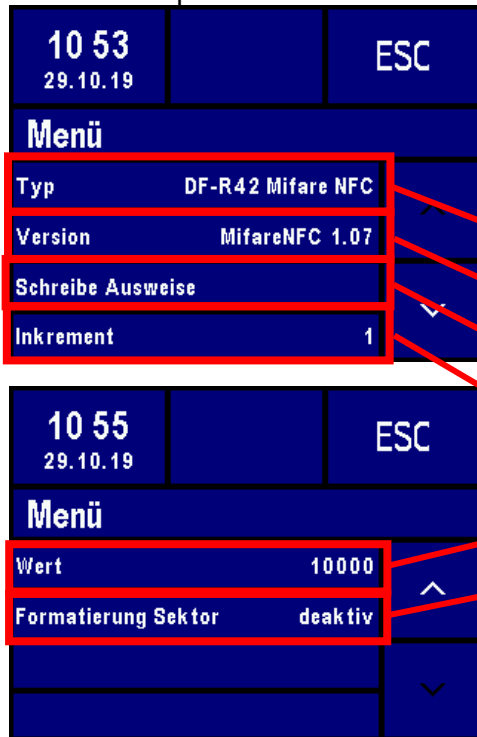 10 53
29.10.19
ESC
Menü
Typ DF-R42 Mifare NFC
Version MifareNFC 1.07
Schreibe Ausweise
Inkrement 1
10 55
29.10.19
ESC
Menü
Wert 10000
Formatierung Sektor deaktiv